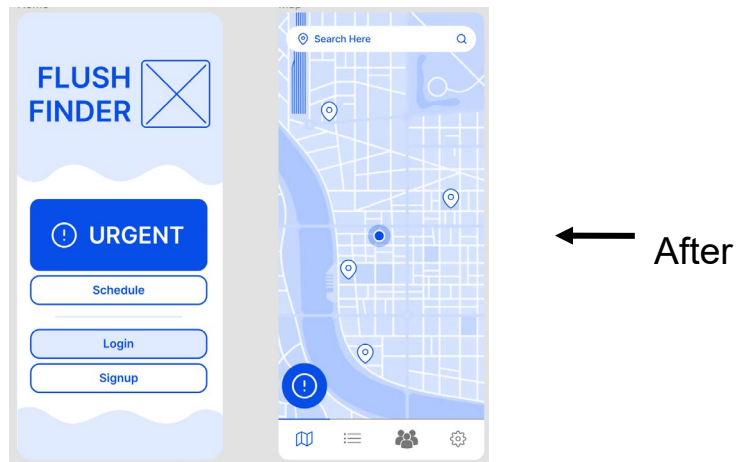 FLUSH
FINDER
URGENT
Schedule
Login
Signup
Search Here
After